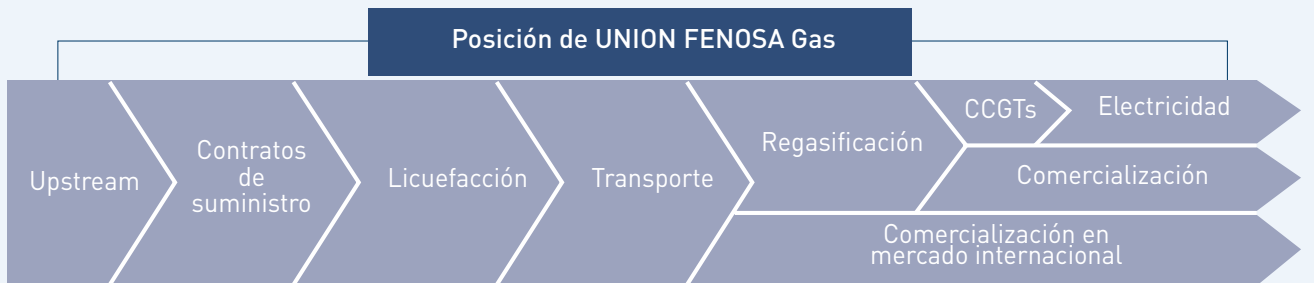 Posición de UNION FENOSA Gas
Upstream
Contratos
de
suministro
Licuefacción
Transporte
Regasificación
CCGTs
Electricidad
Comercialización
Comercialización en
mercado internacional